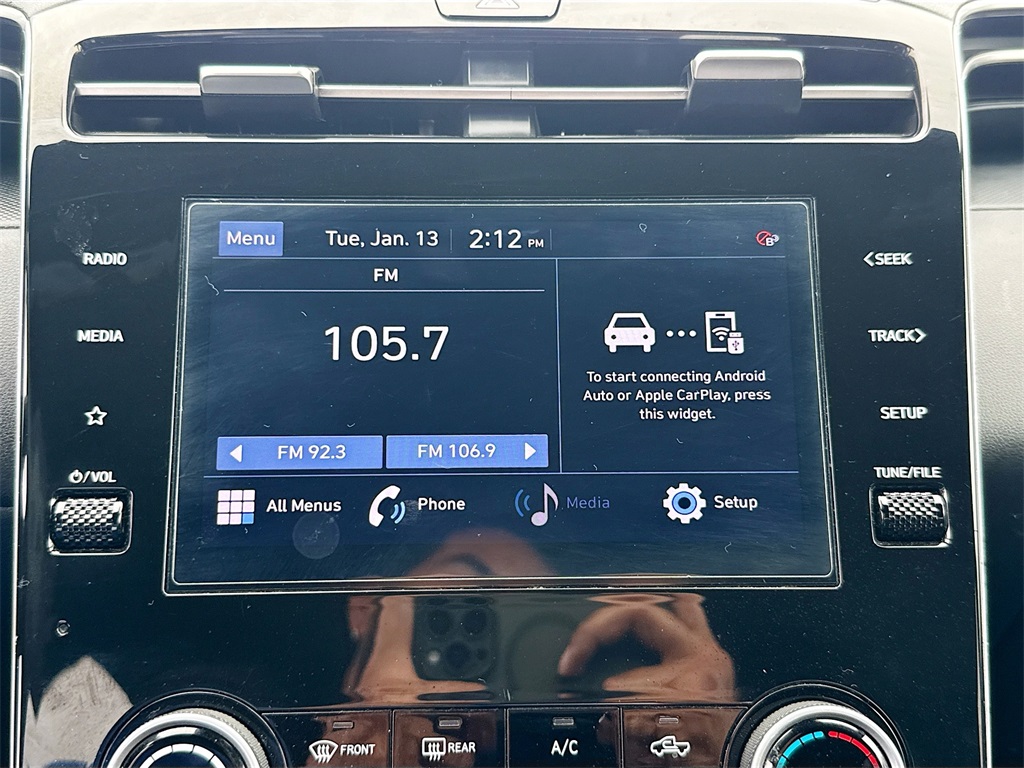 Menu Tue, Jan. 13 2:12 PM
RADIO
<SEEK
FM
MEDIA
105.7
TRACK>
To start connecting Android
Auto or Apple CarPlay, press
this widget.
SETUP
FM 92.3 FM 106.9
/VOL
TUNE/FILE
All Menus Phone Media Setup
FRONT REAR A/C